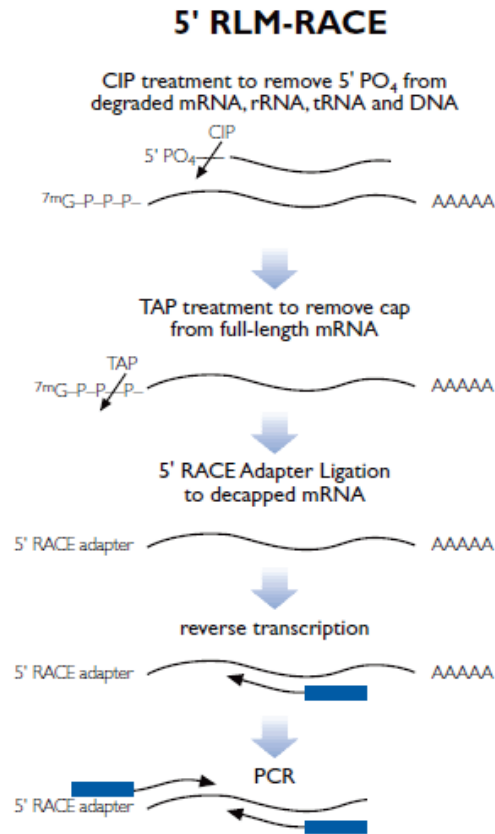 5' RLM-RACE
CIP treatment to remove 5' PO₄ from
degraded mRNA, rRNA, tRNA and DNA
CIP
5' PO₄
⁷ᵐG–P–P–P–
AAAAA
TAP treatment to remove cap
from full-length mRNA
TAP
⁷ᵐG–P–P–P–
AAAAA
5' RACE Adapter Ligation
to decapped mRNA
5' RACE adapter
AAAAA
reverse transcription
5' RACE adapter
AAAAA
PCR
5' RACE adapter